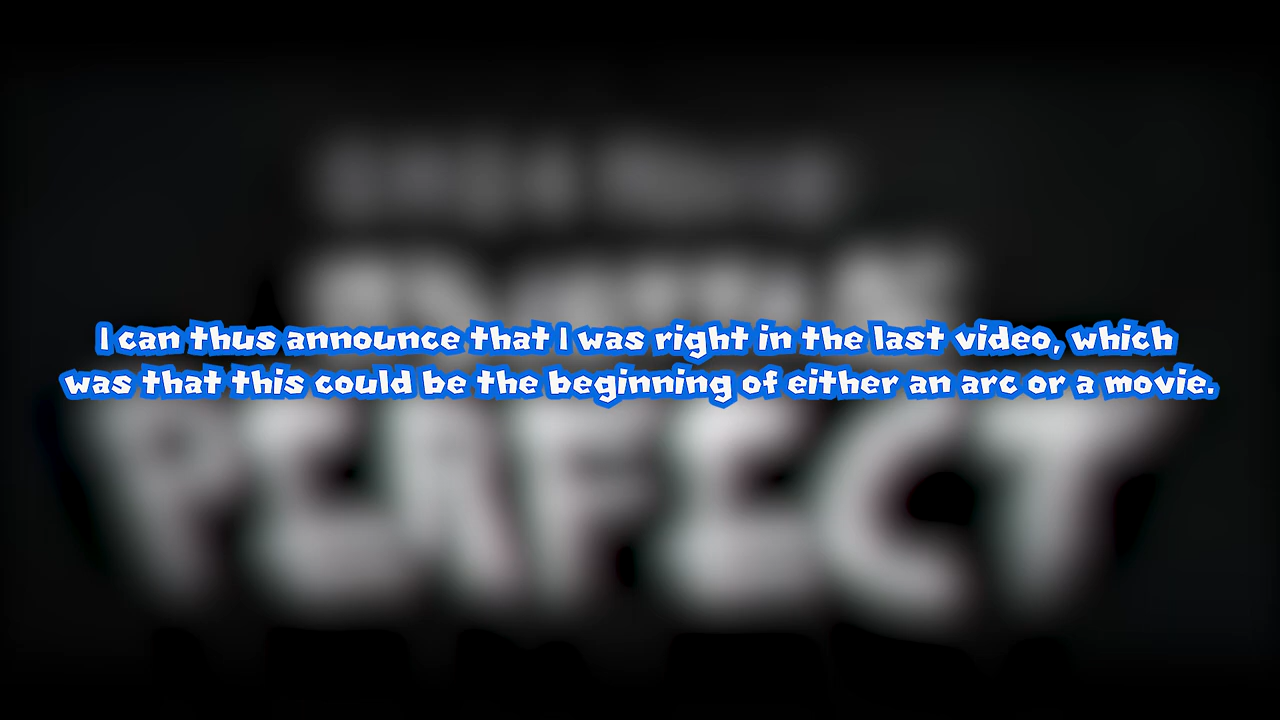 I can thus announce that I was right in the last video, which
was that this could be the beginning of either an arc or a movie.
PERFECT